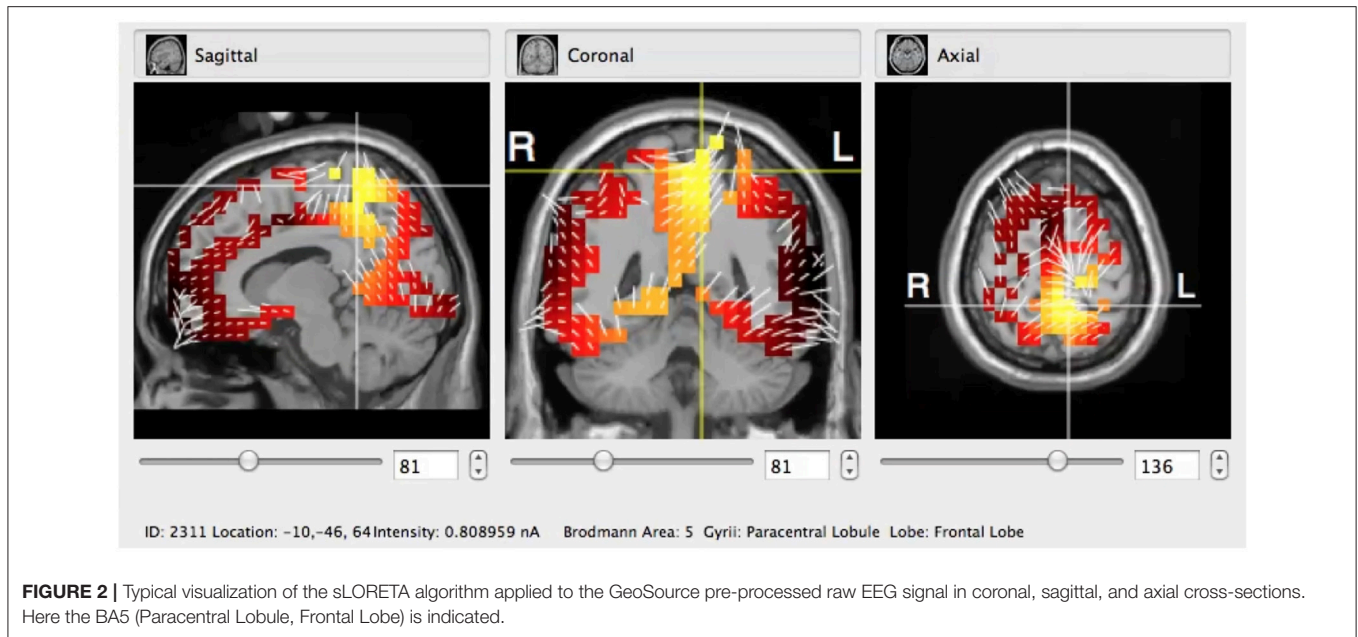 Sagittal
Coronal
Axial
R
L
R
L
81
81
136
ID: 2311 Location: -10,-46, 64Intensity: 0.808959 nA Brodmann Area: 5 Gyrii: Paracentral Lobule Lobe: Frontal Lobe
FIGURE 2 | Typical visualization of the sLORETA algorithm applied to the GeoSource pre-processed raw EEG signal in coronal, sagittal, and axial cross-sections.
Here the BA5 (Paracentral Lobule, Frontal Lobe) is indicated.